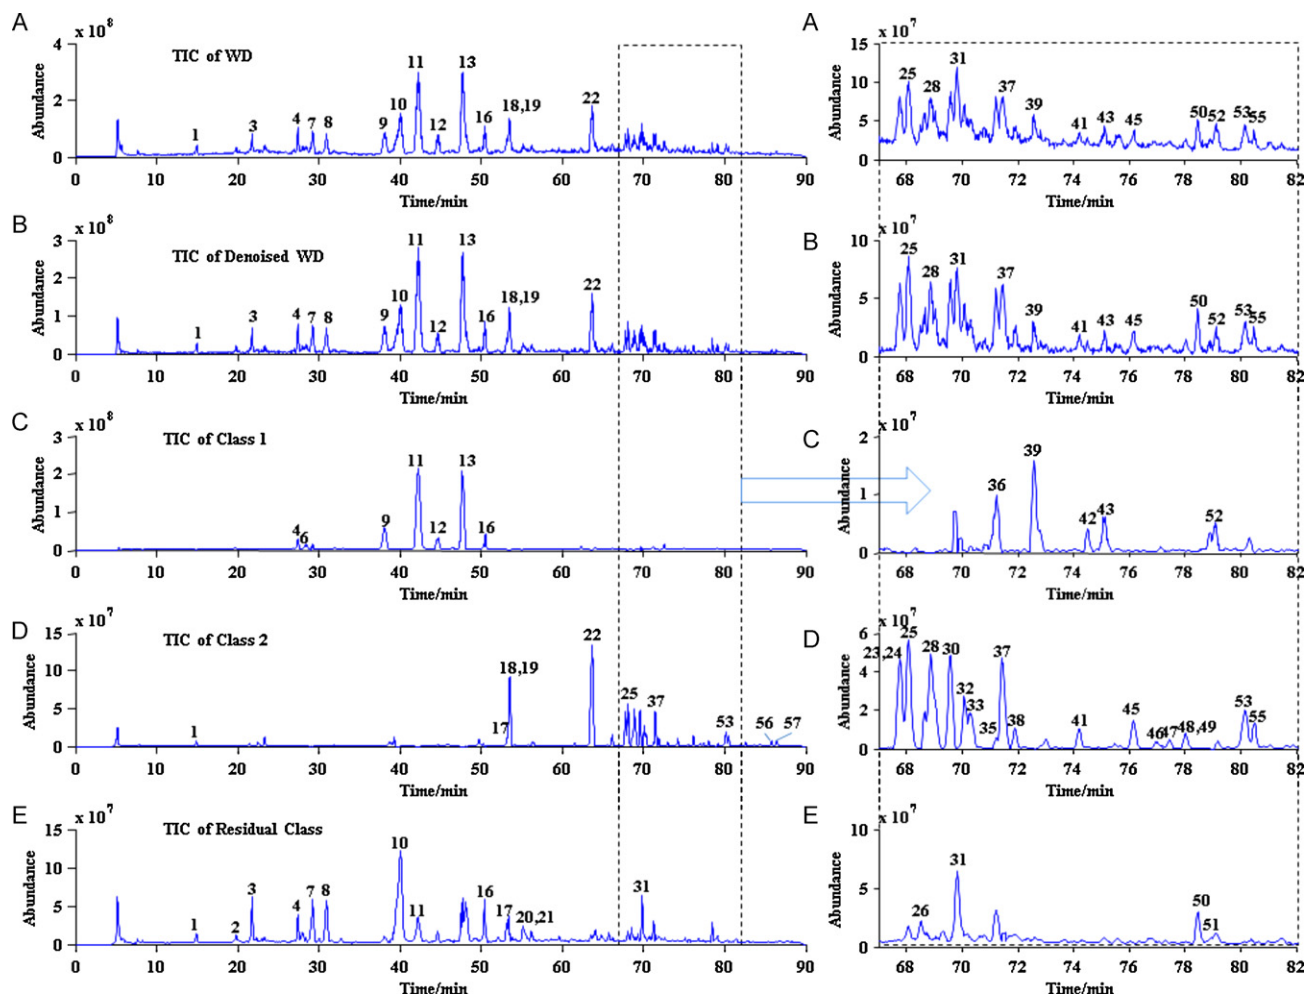 A
x 10^8
TIC of WD
Abundance
4
2
0
1
3
4
7
8
9
10
11
12
13
16
18,19
22
0 10 20 30 40 50 60 70 80 90
Time/min
A
x 10^7
Abundance
15
10
5
0
25
28
31
37
39
41
43
45
50
52
53
55
68 70 72 74 76 78 80 82
Time/min
B
x 10^8
TIC of Denoised WD
Abundance
3
2
1
0
1
3
4
7
8
9
10
11
12
13
16
18,19
22
0 10 20 30 40 50 60 70 80 90
Time/min
B
x 10^7
Abundance
10
5
0
25
28
31
37
39
41
43
45
50
52
53
55
68 70 72 74 76 78 80 82
Time/min
C
x 10^8
TIC of Class 1
Abundance
3
2
1
0
4
6
9
11
12
13
16
0 10 20 30 40 50 60 70 80 90
Time/min
C
x 10^7
Abundance
2
1
0
36
39
42
43
52
68 70 72 74 76 78 80 82
Time/min
D
x 10^7
TIC of Class 2
Abundance
15
10
5
0
1
17
18,19
22
25
37
53
56
57
0 10 20 30 40 50 60 70 80 90
Time/min
D
x 10^7
Abundance
6
4
2
0
23,24
25
28
30
32
33
35
37
38
41
45
46
47
48,49
53
55
68 70 72 74 76 78 80 82
Time/min
E
x 10^7
TIC of Residual Class
Abundance
15
10
5
0
1
2
3
4
7
8
10
11
16
17
20,21
31
0 10 20 30 40 50 60 70 80 90
Time/min
E
x 10^7
Abundance
10
5
0
26
31
50
51
68 70 72 74 76 78 80 82
Time/min